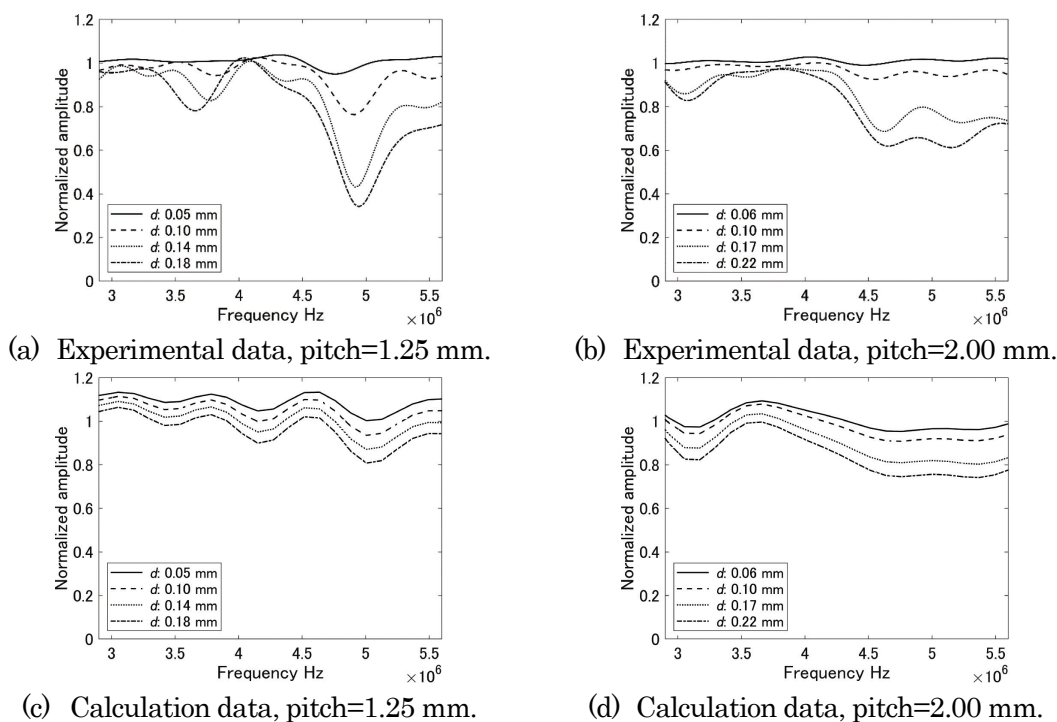 1.2
1
0.8
0.6
0.4
0.2
0
Normalized amplitude
d: 0.05 mm
d: 0.10 mm
d: 0.14 mm
d: 0.18 mm
3 3.5 4 4.5 5 5.5
Frequency Hz
×10⁶
(a) Experimental data, pitch=1.25 mm.
1.2
1
0.8
0.6
0.4
0.2
0
Normalized amplitude
d: 0.06 mm
d: 0.10 mm
d: 0.17 mm
d: 0.22 mm
3 3.5 4 4.5 5 5.5
Frequency Hz
×10⁶
(b) Experimental data, pitch=2.00 mm.
1.2
1
0.8
0.6
0.4
0.2
0
Normalized amplitude
d: 0.05 mm
d: 0.10 mm
d: 0.14 mm
d: 0.18 mm
3 3.5 4 4.5 5 5.5
Frequency Hz
×10⁶
(c) Calculation data, pitch=1.25 mm.
1.2
1
0.8
0.6
0.4
0.2
0
Normalized amplitude
d: 0.06 mm
d: 0.10 mm
d: 0.17 mm
d: 0.22 mm
3 3.5 4 4.5 5 5.5
Frequency Hz
×10⁶
(d) Calculation data, pitch=2.00 mm.